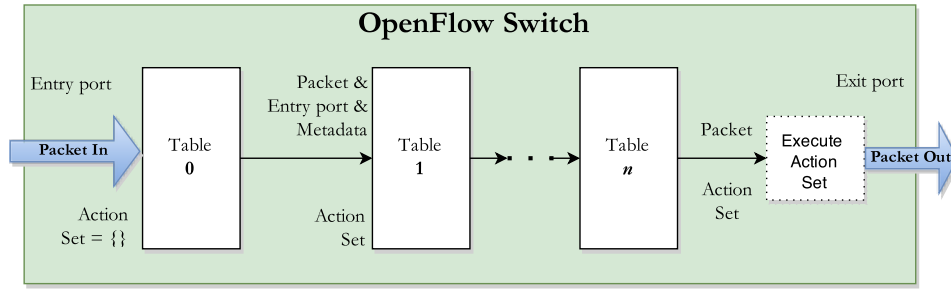 OpenFlow Switch
Entry port
Packet In
Action
Set = {}
Table
0
Packet &
Entry port &
Metadata
Action
Set
Table
1
Table
n
Packet
Action
Set
Execute
Action
Set
Exit port
Packet Out